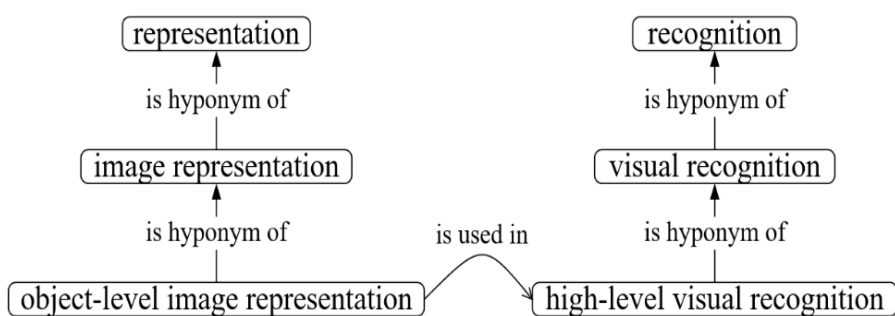 representation
recognition
is hyponym of
is hyponym of
image representation
visual recognition
is hyponym of
is used in
is hyponym of
object-level image representation
high-level visual recognition